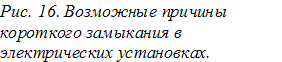 Рис. 16. Возможные причины
короткого замыкания в
электрических установках.